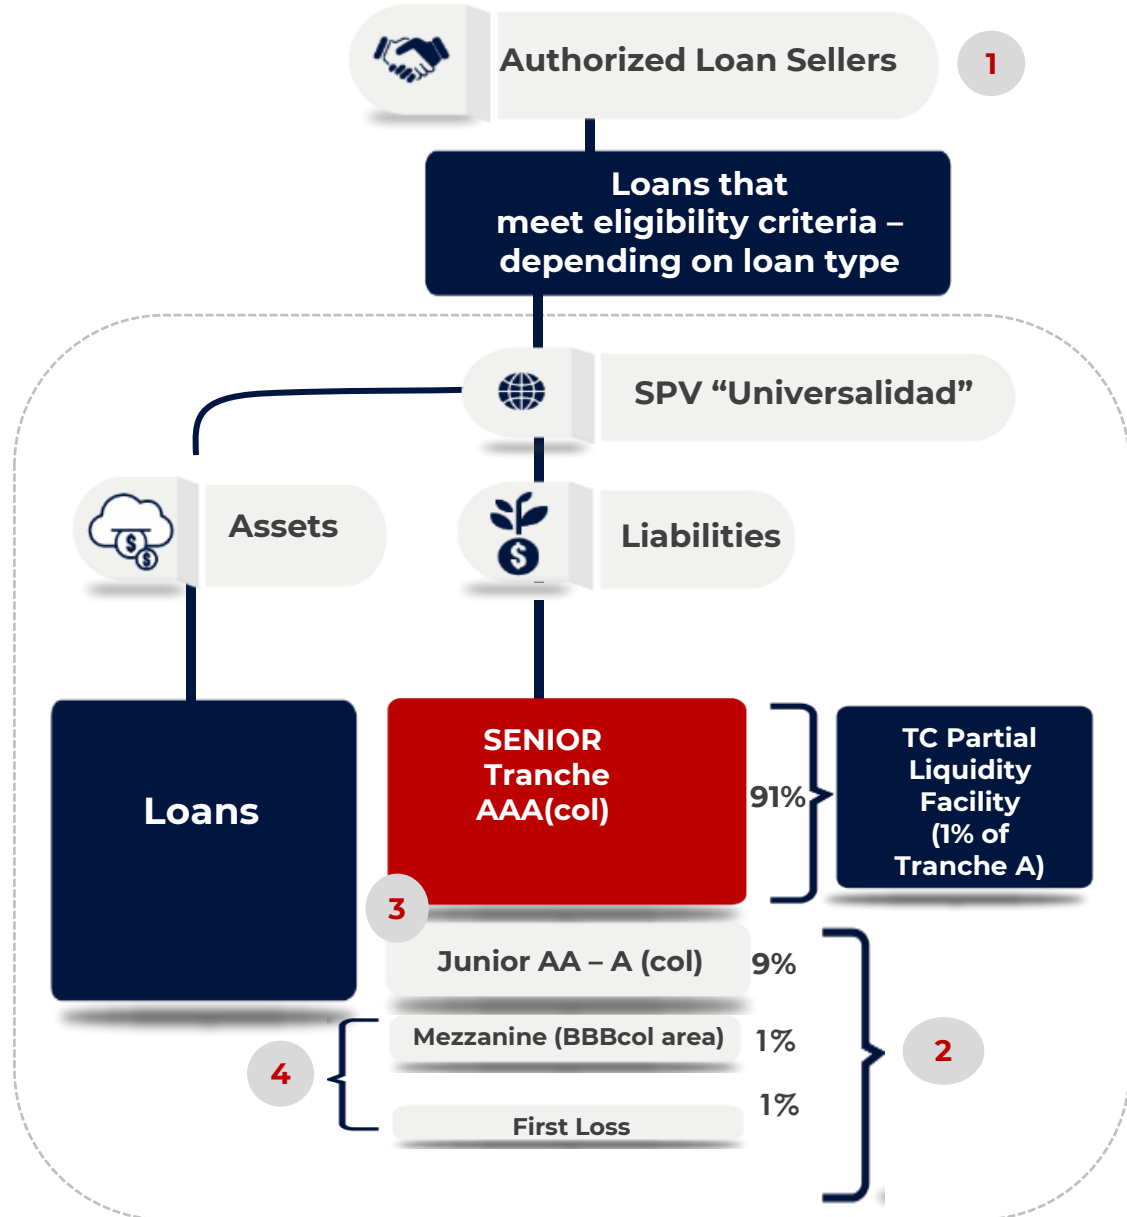 Authorized Loan Sellers
1
Loans that
meet eligibility criteria –
depending on loan type
SPV “Universalidad”
Assets
$
$
Liabilities
$
Loans
SENIOR
Tranche
AAA(col)
91%
TC Partial
Liquidity
Facility
(1% of
Tranche A)
3
Junior AA – A (col)
9%
Mezzanine (BBBcol area)
1%
2
4
1%
First Loss